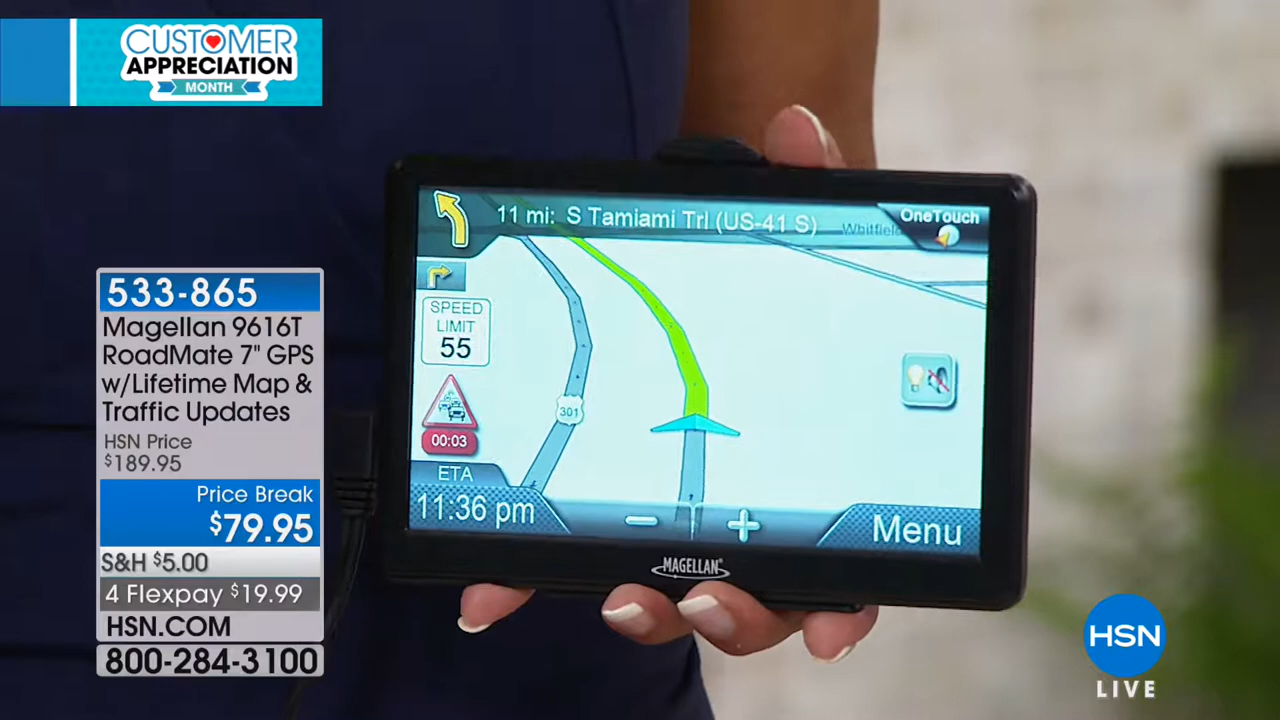 CUSTOMER
APPRECIATION
MONTH
533-865
Magellan 9616T
RoadMate 7" GPS
w/Lifetime Map &
Traffic Updates
HSN Price
$189.95
Price Break
$79.95
S&H $5.00
4 Flexpay $19.99
HSN.COM
800-284-3100
11 mi: S Tamiami Trl (US-41 S)
Whitfield
OneTouch
SPEED
LIMIT
55
301
00:03
ETA
11:36 pm
Menu
MAGELLAN
HSN
LIVE